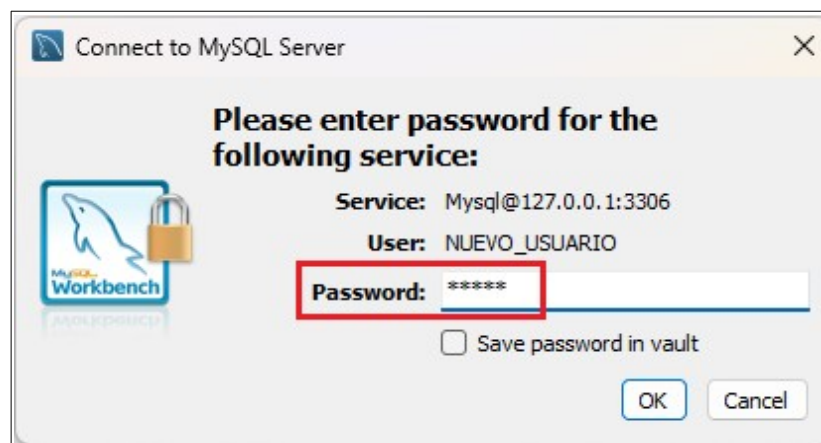 Connect to MySQL Server
Please enter password for the
following service:
Service: Mysql@127.0.0.1:3306
User: NUEVO_USUARIO
Password: *****
Save password in vault
OK Cancel
MySQL
Workbench